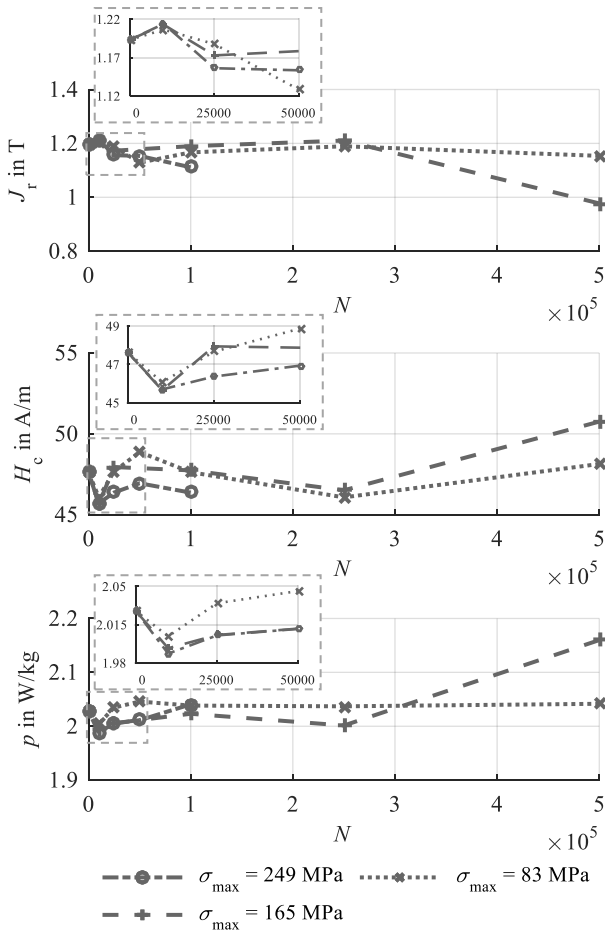 1.22
1.17
1.12
0 25000 50000
1.4
1.2
1
0.8
J_r in T
0 1 2 3 4 5
N
×10^5
49
47
45
0 25000 50000
55
50
45
H_c in A/m
0 1 2 3 4 5
N
×10^5
2.05
2.015
1.98
0 25000 50000
2.2
2.1
2
1.9
p in W/kg
0 1 2 3 4 5
N
×10^5
σ_max = 249 MPa σ_max = 83 MPa
σ_max = 165 MPa